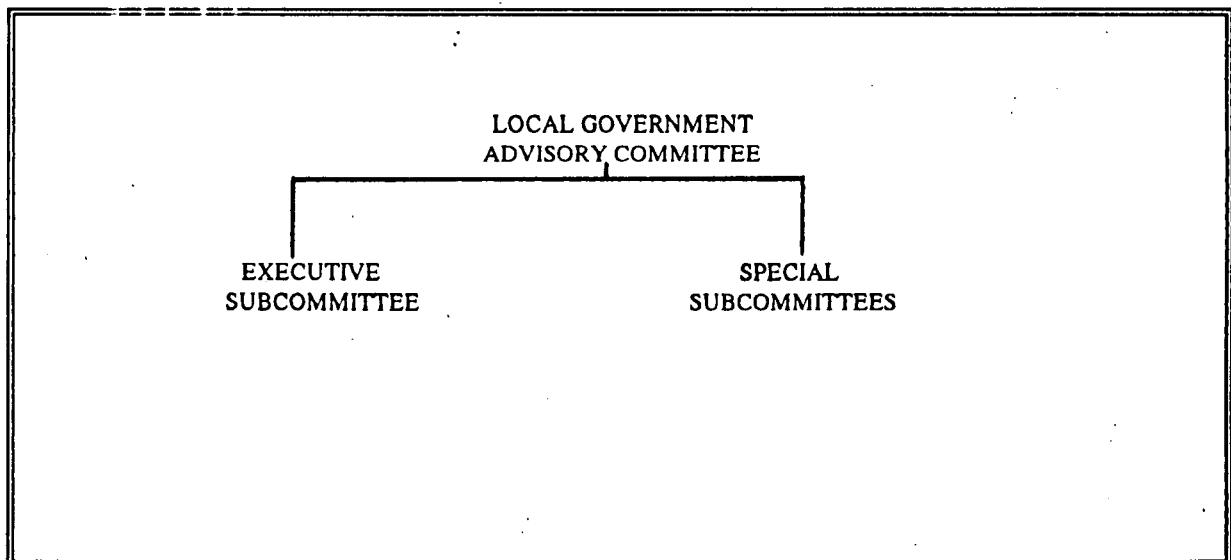 LOCAL GOVERNMENT
ADVISORY COMMITTEE
EXECUTIVE
SUBCOMMITTEE
SPECIAL
SUBCOMMITTEES